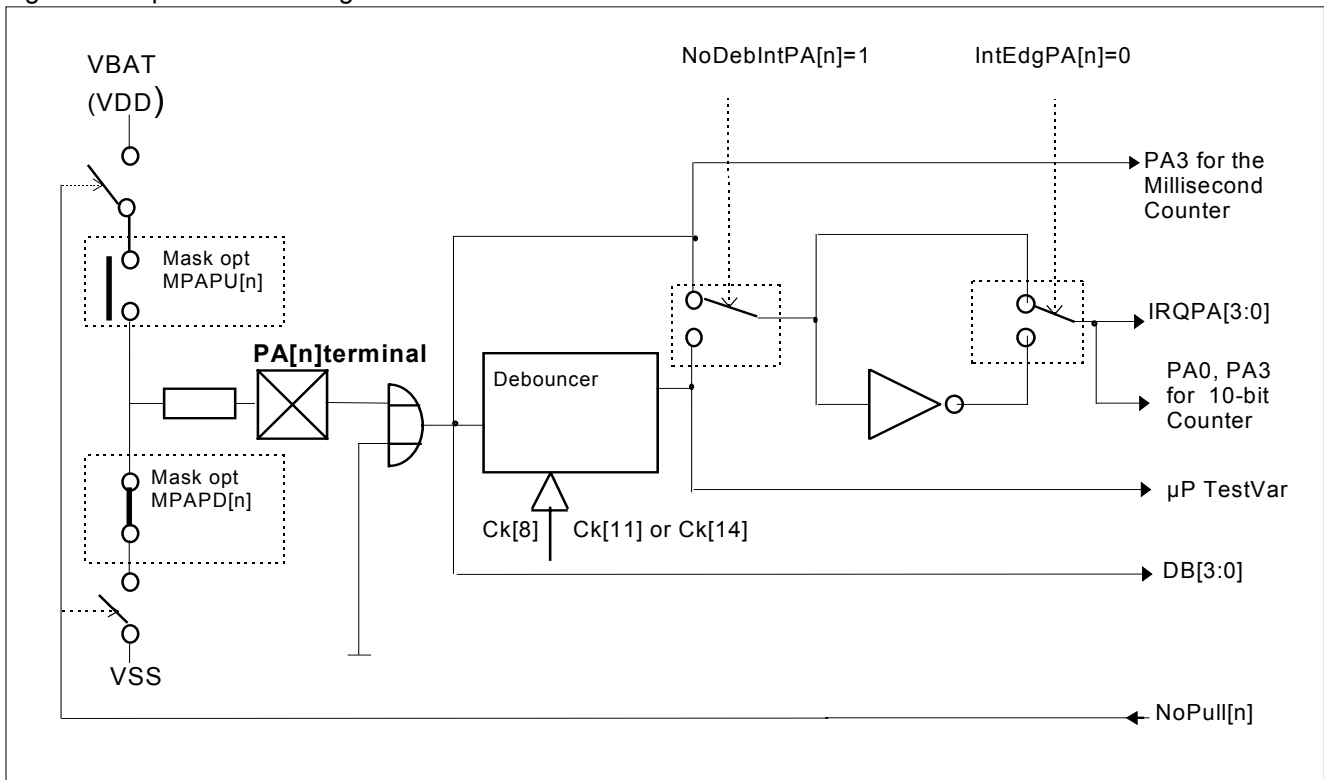 VBAT
(VDD)
NoDebIntPA[n]=1
IntEdgPA[n]=0
PA3 for the
Millisecond
Counter
Mask opt
MPAPU[n]
IRQPA[3:0]
PA[n]terminal
Debouncer
PA0, PA3
for 10-bit
Counter
Mask opt
MPAPD[n]
µP TestVar
Ck[8]
Ck[11] or Ck[14]
DB[3:0]
VSS
NoPull[n]